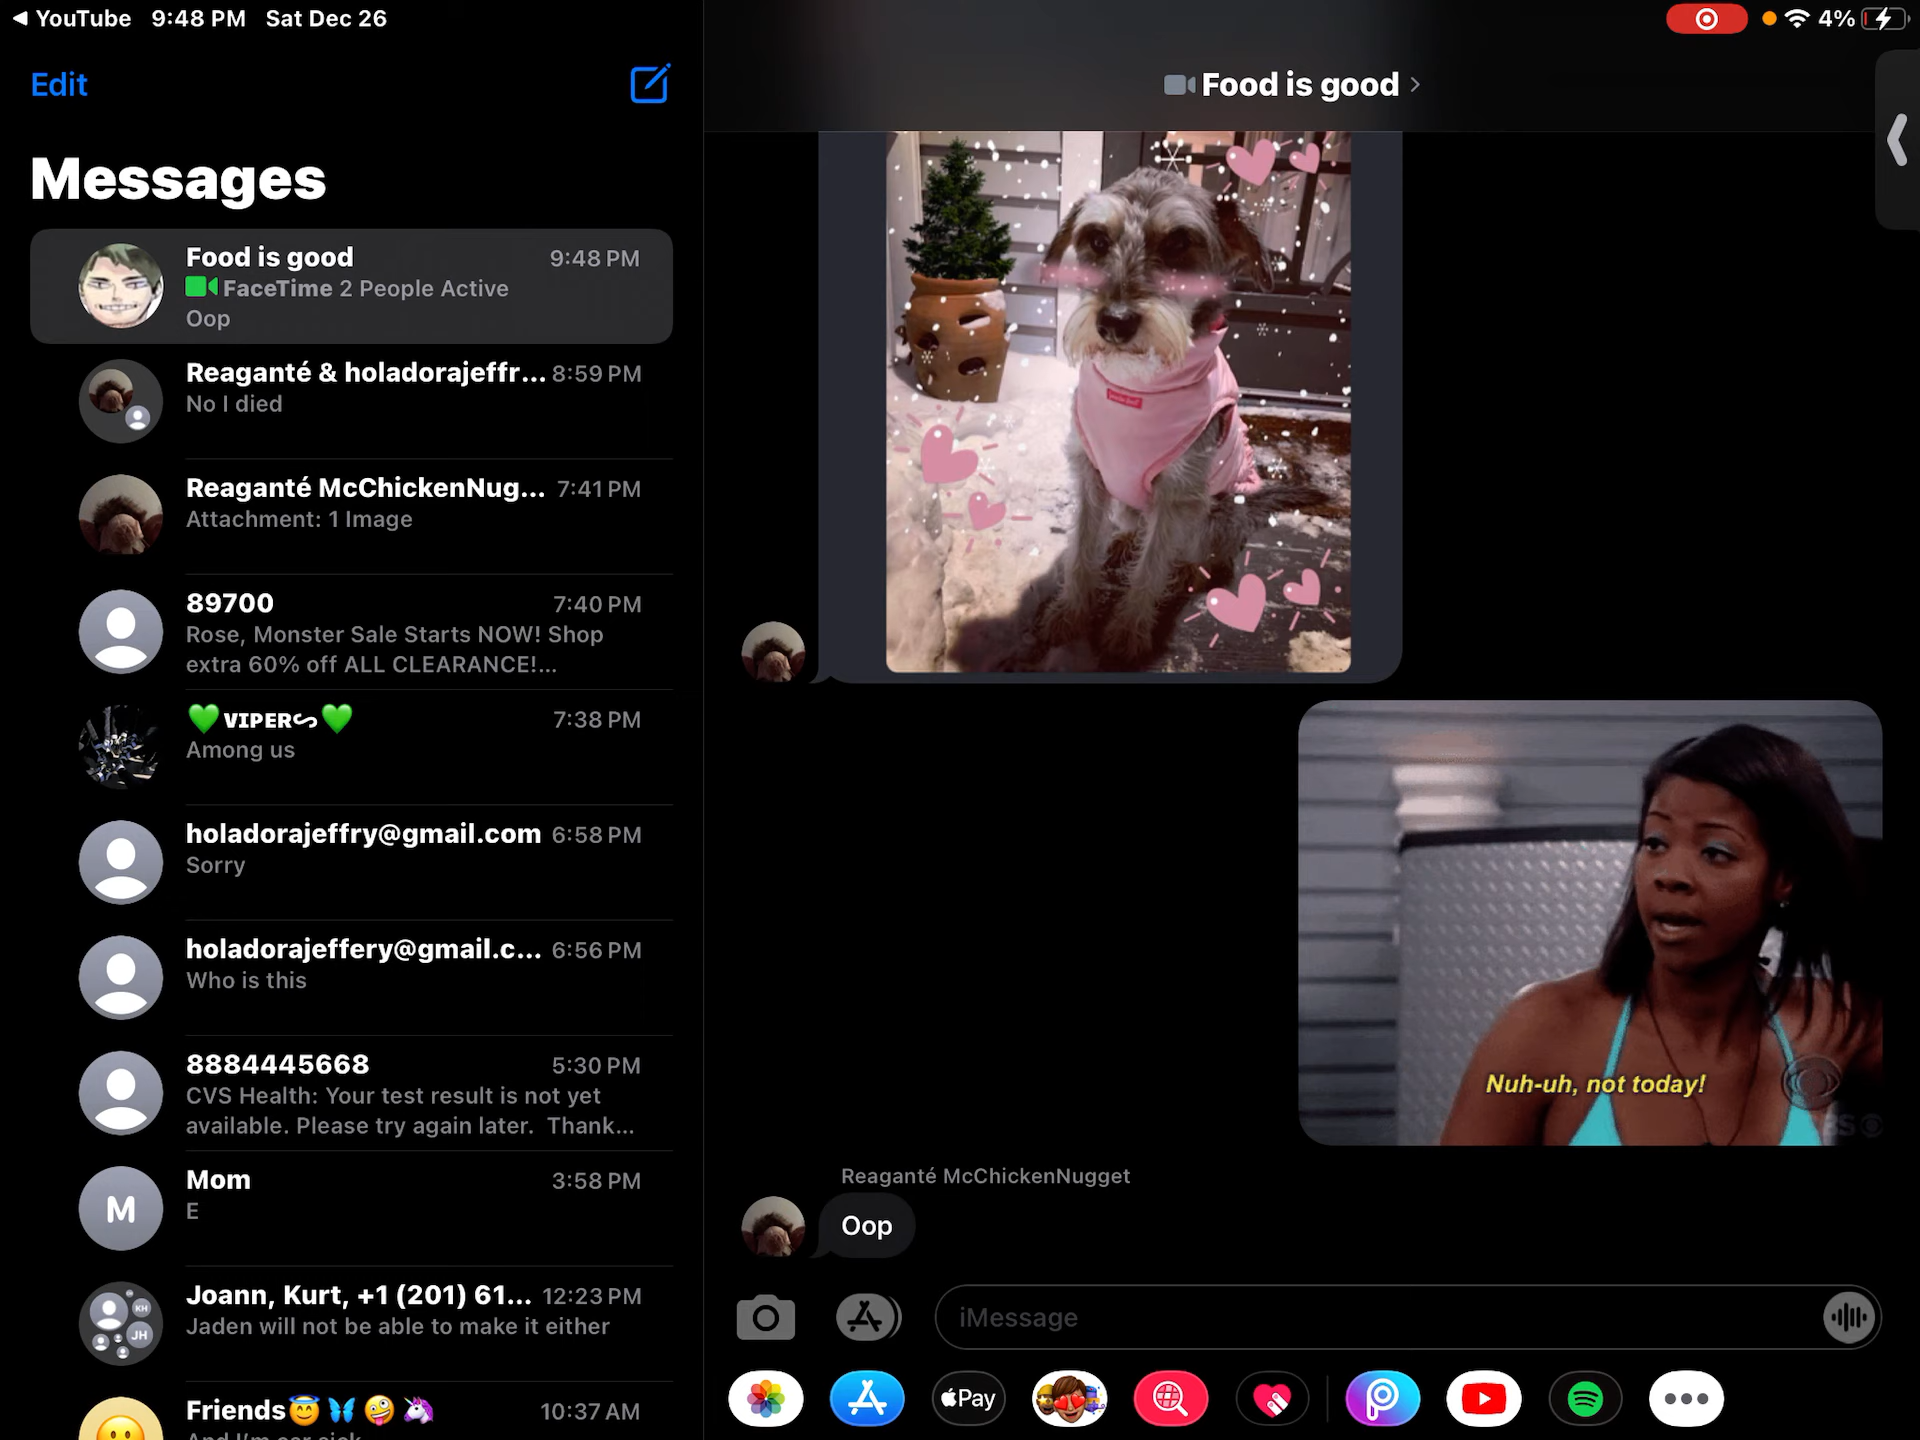 YouTube 9:48 PM Sat Dec 26
4%
Edit
Messages
Food is good 9:48 PM
FaceTime 2 People Active
Oop
Reaganté & holadorajeffr... 8:59 PM
No I died
Reaganté McChickenNug... 7:41 PM
Attachment: 1 Image
89700 7:40 PM
Rose, Monster Sale Starts NOW! Shop
extra 60% off ALL CLEARANCE!...
💚ᴠɪᴘᴇʀᔕ💚 7:38 PM
Among us
holadorajeffry@gmail.com 6:58 PM
Sorry
holadorajeffery@gmail.c... 6:56 PM
Who is this
8884445668 5:30 PM
CVS Health: Your test result is not yet
available. Please try again later. Thank...
M
Mom 3:58 PM
E
KH
JH
Joann, Kurt, +1 (201) 61... 12:23 PM
Jaden will not be able to make it either
Friends😇🦋🤪🦄 10:37 AM
And I'm car sick
Food is good
Nuh-uh, not today!
Reaganté McChickenNugget
Oop
iMessage
Pay